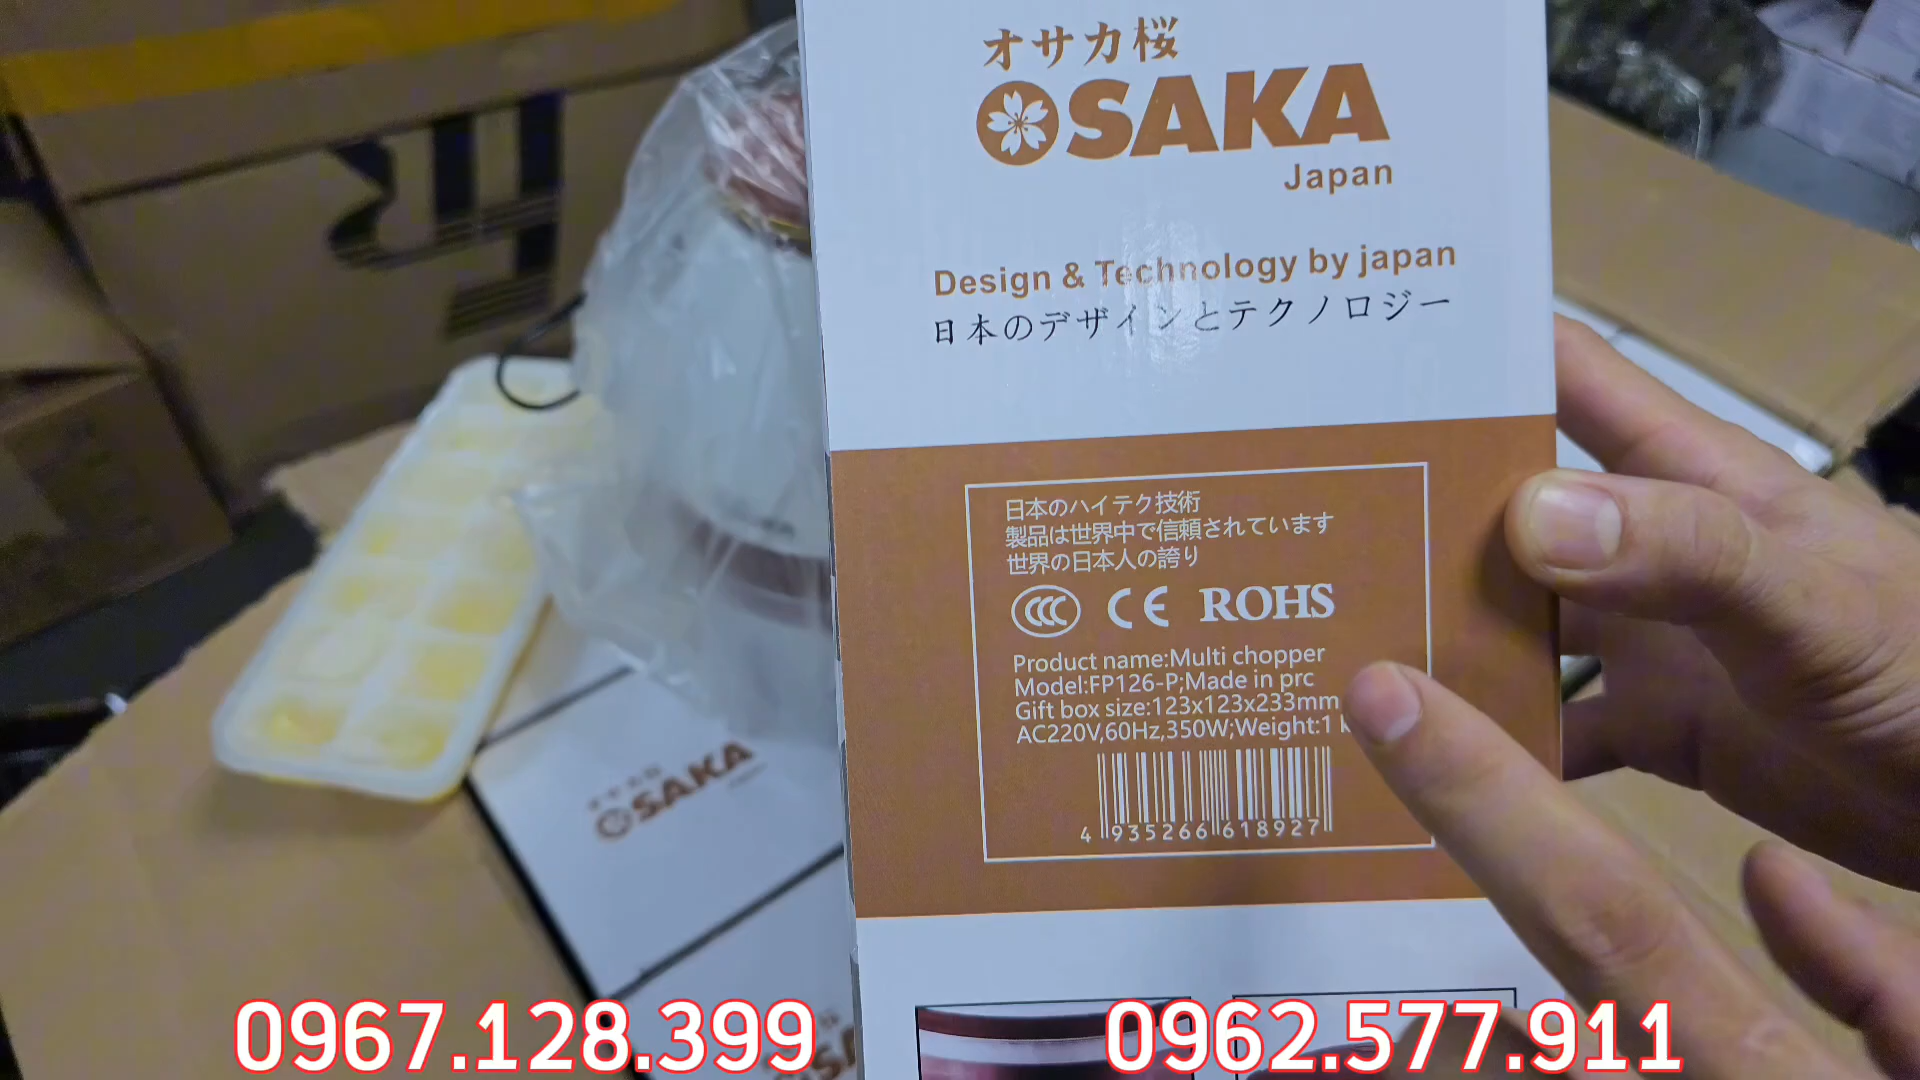 オサカ桜
OSAKA
Japan
Design & Technology by japan
日本のデザインとテクノロジー
日本のハイテク技術
製品は世界中で信頼されています
世界の日本人の誇り
CCC CE ROHS
Product name:Multi chopper
Model:FP126-P;Made in prc
Gift box size:123x123x233mm
AC220V,60Hz,350W;Weight:1
4 935266 618927
OSAKA
0967.128.399
0962.577.911